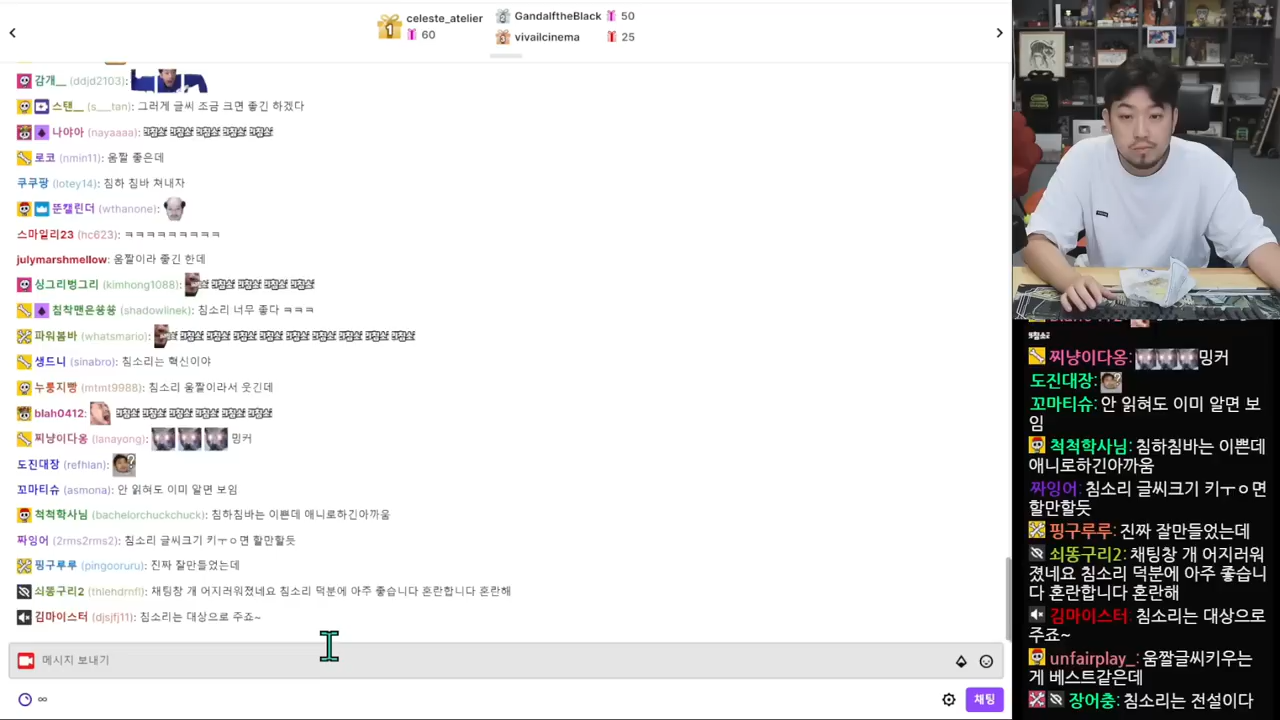 celeste_atelier
60
GandalftheBlack 50
vivailcinema 25
감개__ (ddjd2103):
스탠__ (s___tan): 그러게 글씨 조금 크면 좋긴 하겠다
나야아 (nayaaaa):
로코 (nmin11): 움짤 좋은데
쿠쿠팡 (lotey14): 침하 침바 쳐내자
뚠캘린더 (wthanone):
스마일리23 (hc623): ㅋㅋㅋㅋㅋㅋㅋㅋㅋ
julymarshmellow: 움짤이라 좋긴 한데
싱그리벙그리 (kimhong1088):
침착맨은쓩쓩 (shadowlinek): 침소리 너무 좋다 ㅋㅋㅋ
파워봄바 (whatsmario):
생드니 (sinabro): 침소리는 혁신이야
누룽지빵 (mtmt9988): 침소리 움짤이라서 웃긴데
blah0412:
찌냥이다옹 (lanayong): 밍커
도진대장 (refhlan):
꼬마티슈 (asmona): 안 읽혀도 이미 알면 보임
척척학사님 (bachelorchuckchuck): 침하침바는 이쁜데 애니로하긴아까움
짜잉어 (2rms2rms2): 침소리 글씨크기 키ㅜㅇ면 할만할듯
핑구루루 (pingooruru): 진짜 잘만들었는데
쇠똥구리2 (thlendrnfl): 채팅창 개 어지러워졌네요 침소리 덕분에 아주 좋습니다 혼란합니다 혼란해
김마이스터 (djsjfj11): 침소리는 대상으로 주죠~
메시지 보내기
채팅
찌냥이다옹: 밍커
도진대장:
꼬마티슈: 안 읽혀도 이미 알면 보
임
척척학사님: 침하침바는 이쁜데
애니로하긴아까움
짜잉어: 침소리 글씨크기 키ㅜㅇ면
할만할듯
핑구루루: 진짜 잘만들었는데
쇠똥구리2: 채팅창 개 어지러워
졌네요 침소리 덕분에 아주 좋습니
다 혼란합니다 혼란해
김마이스터: 침소리는 대상으로
주죠~
unfairplay_: 움짤글씨키우는
게 베스트같은데
장어충: 침소리는 전설이다